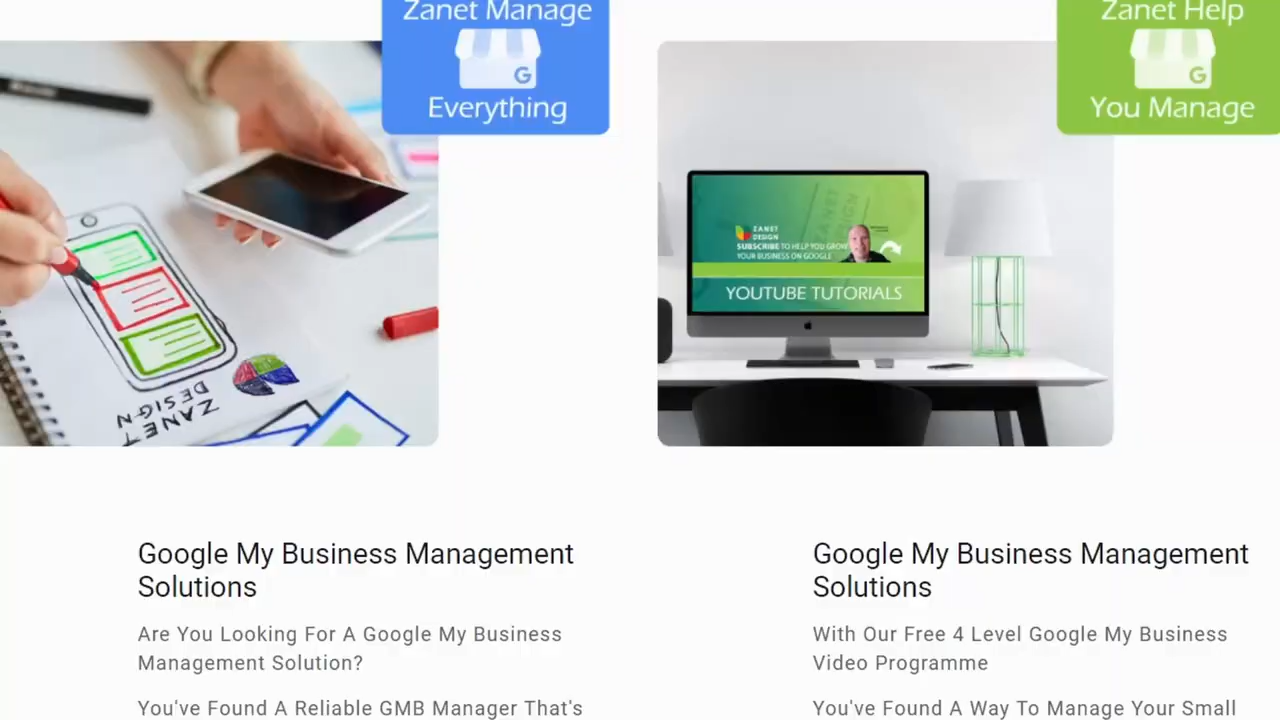 Zanet Manage
Everything
Zanet Help
You Manage
G
G
ZANET
DESIGN
SUBSCRIBE TO HELP YOU GROW
YOUR BUSINESS ON GOOGLE
YOUTUBE TUTORIALS
ZANET
DESIGN
Google My Business Management
Solutions
Are You Looking For A Google My Business
Management Solution?
You've Found A Reliable GMB Manager That's
Google My Business Management
Solutions
With Our Free 4 Level Google My Business
Video Programme
You've Found A Way To Manage Your Small